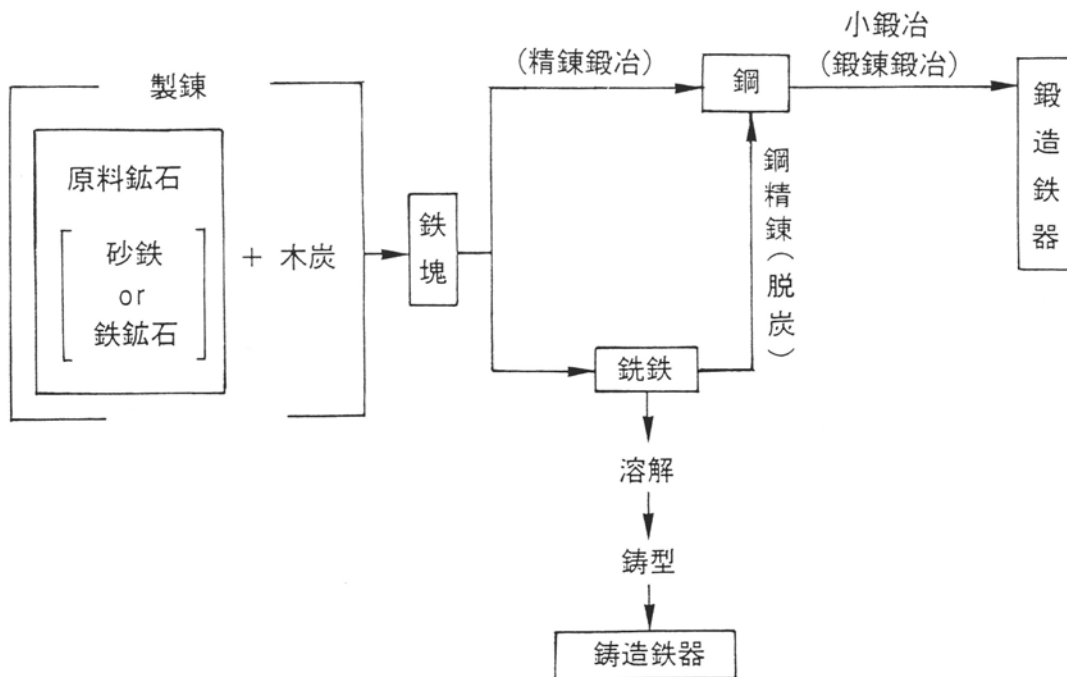 製錬
原料鉱石
砂鉄
or
鉄鉱石
+ 木炭
鉄塊
(精錬鍛冶)
鋼
小鍛冶
(鍛錬鍛冶)
鍛造鉄器
鋼精錬(脱炭)
銑鉄
溶解
鋳型
鋳造鉄器